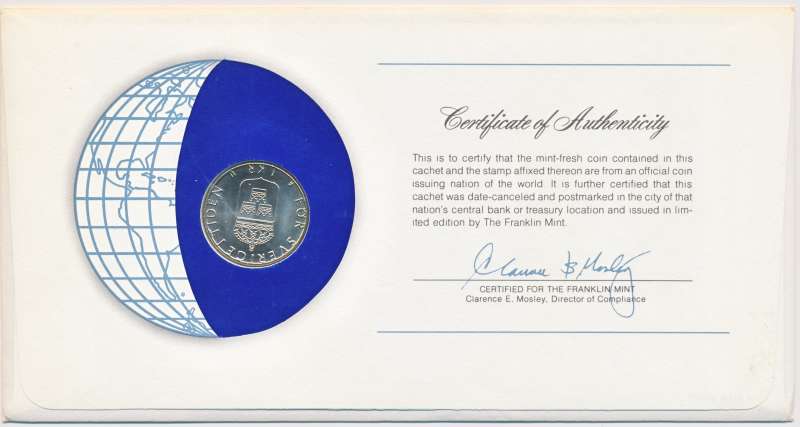 1 KR
FÖR SVERIGE I TIDEN
Certificate of Authenticity
This is to certify that the mint-fresh coin contained in this
cachet and the stamp affixed thereon are from an official coin
issuing nation of the world. It is further certified that this
cachet was date-canceled and postmarked in the city of that
nation's central bank or treasury location and issued in lim-
ited edition by The Franklin Mint.
CERTIFIED FOR THE FRANKLIN MINT
Clarence E. Mosley, Director of Compliance